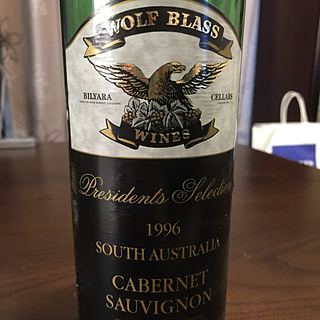 WOLF BLASS
BILYARA
CELLARS
WINES
Presidents Selection
1996
SOUTH AUSTRALIA
CABERNET
SAUVIGNON